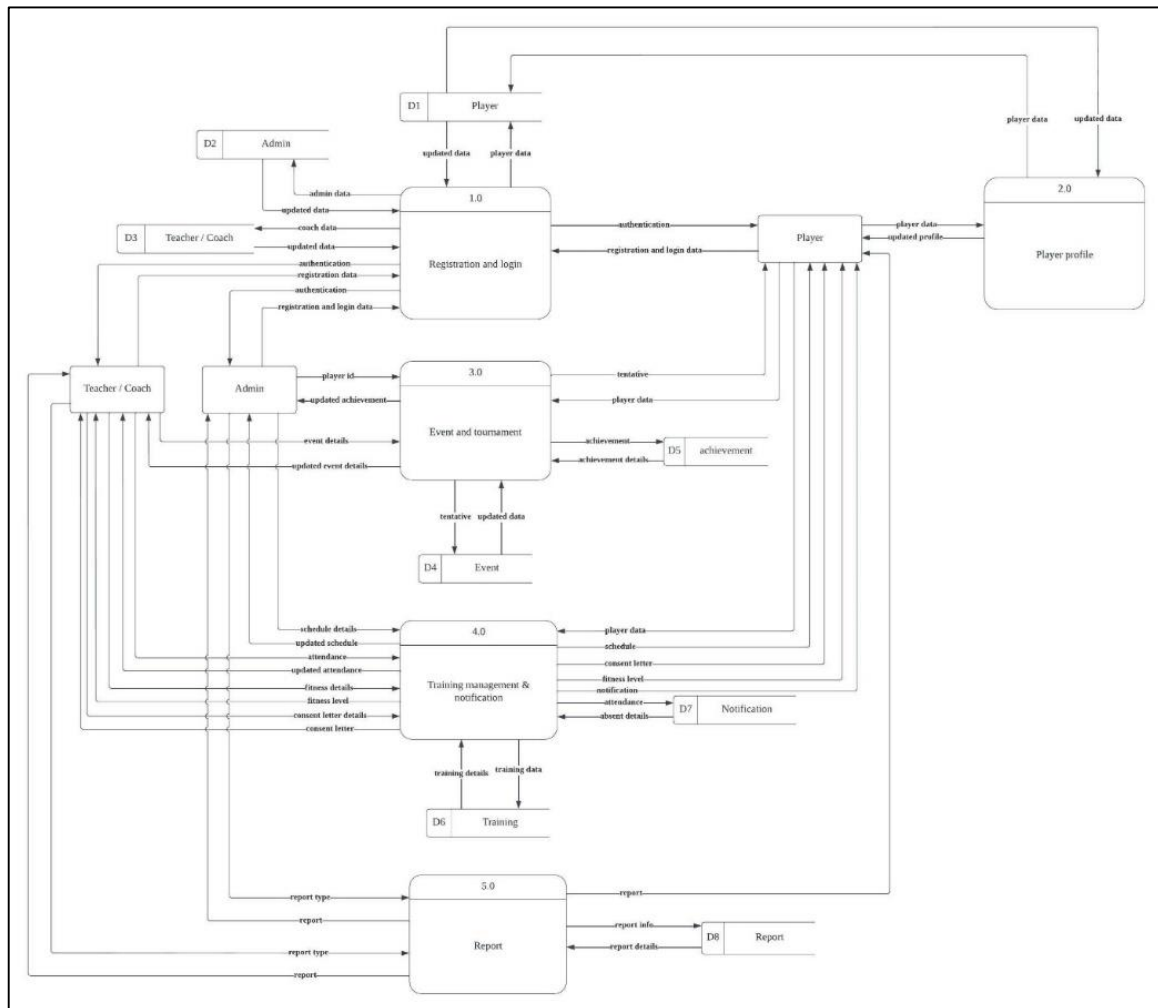 D1 Player
player data
updated data
D2 Admin
updated data
player data
2.0
Player profile
admin data
1.0
updated data
coach data
authentication
Player
player data
D3 Teacher / Coach
updated data
Registration and login
registration and login data
updated profile
authentication
registration data
authentication
registration and login data
Teacher / Coach
Admin
player id
3.0
tentative
updated achievement
player data
Event and tournament
event details
achievement
D5 achievement
updated event details
achievement details
tentative
updated data
D4 Event
schedule details
4.0
player data
updated schedule
schedule
attendance
consent letter
updated attendance
Training management &
notification
fitness details
fitness level
notification
fitness level
attendance
D7 Notification
consent letter details
absent details
consent letter
training details
training data
D6 Training
5.0
report type
report
report
report info
D8 Report
Report
report details
report type
report